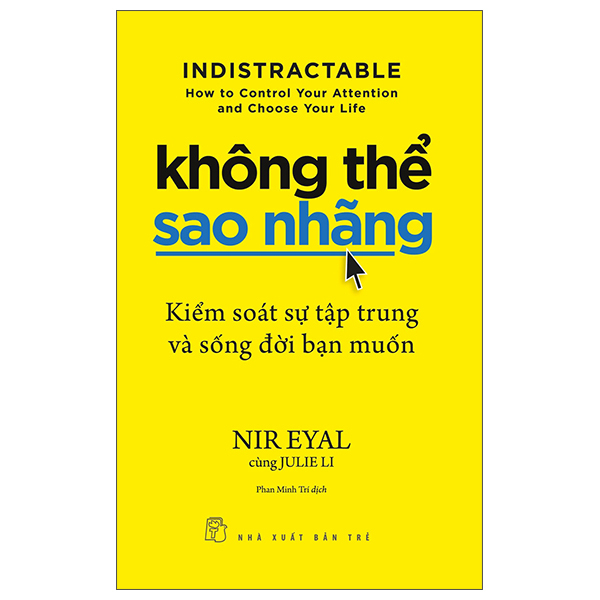 INDISTRACTABLE
How to Control Your Attention
and Choose Your Life
không thể
sao nhãng
Kiểm soát sự tập trung
và sống đời bạn muốn
NIR EYAL
cùng JULIE LI
Phan Minh Trí dịch
NHÀ XUẤT BẢN TRẺ